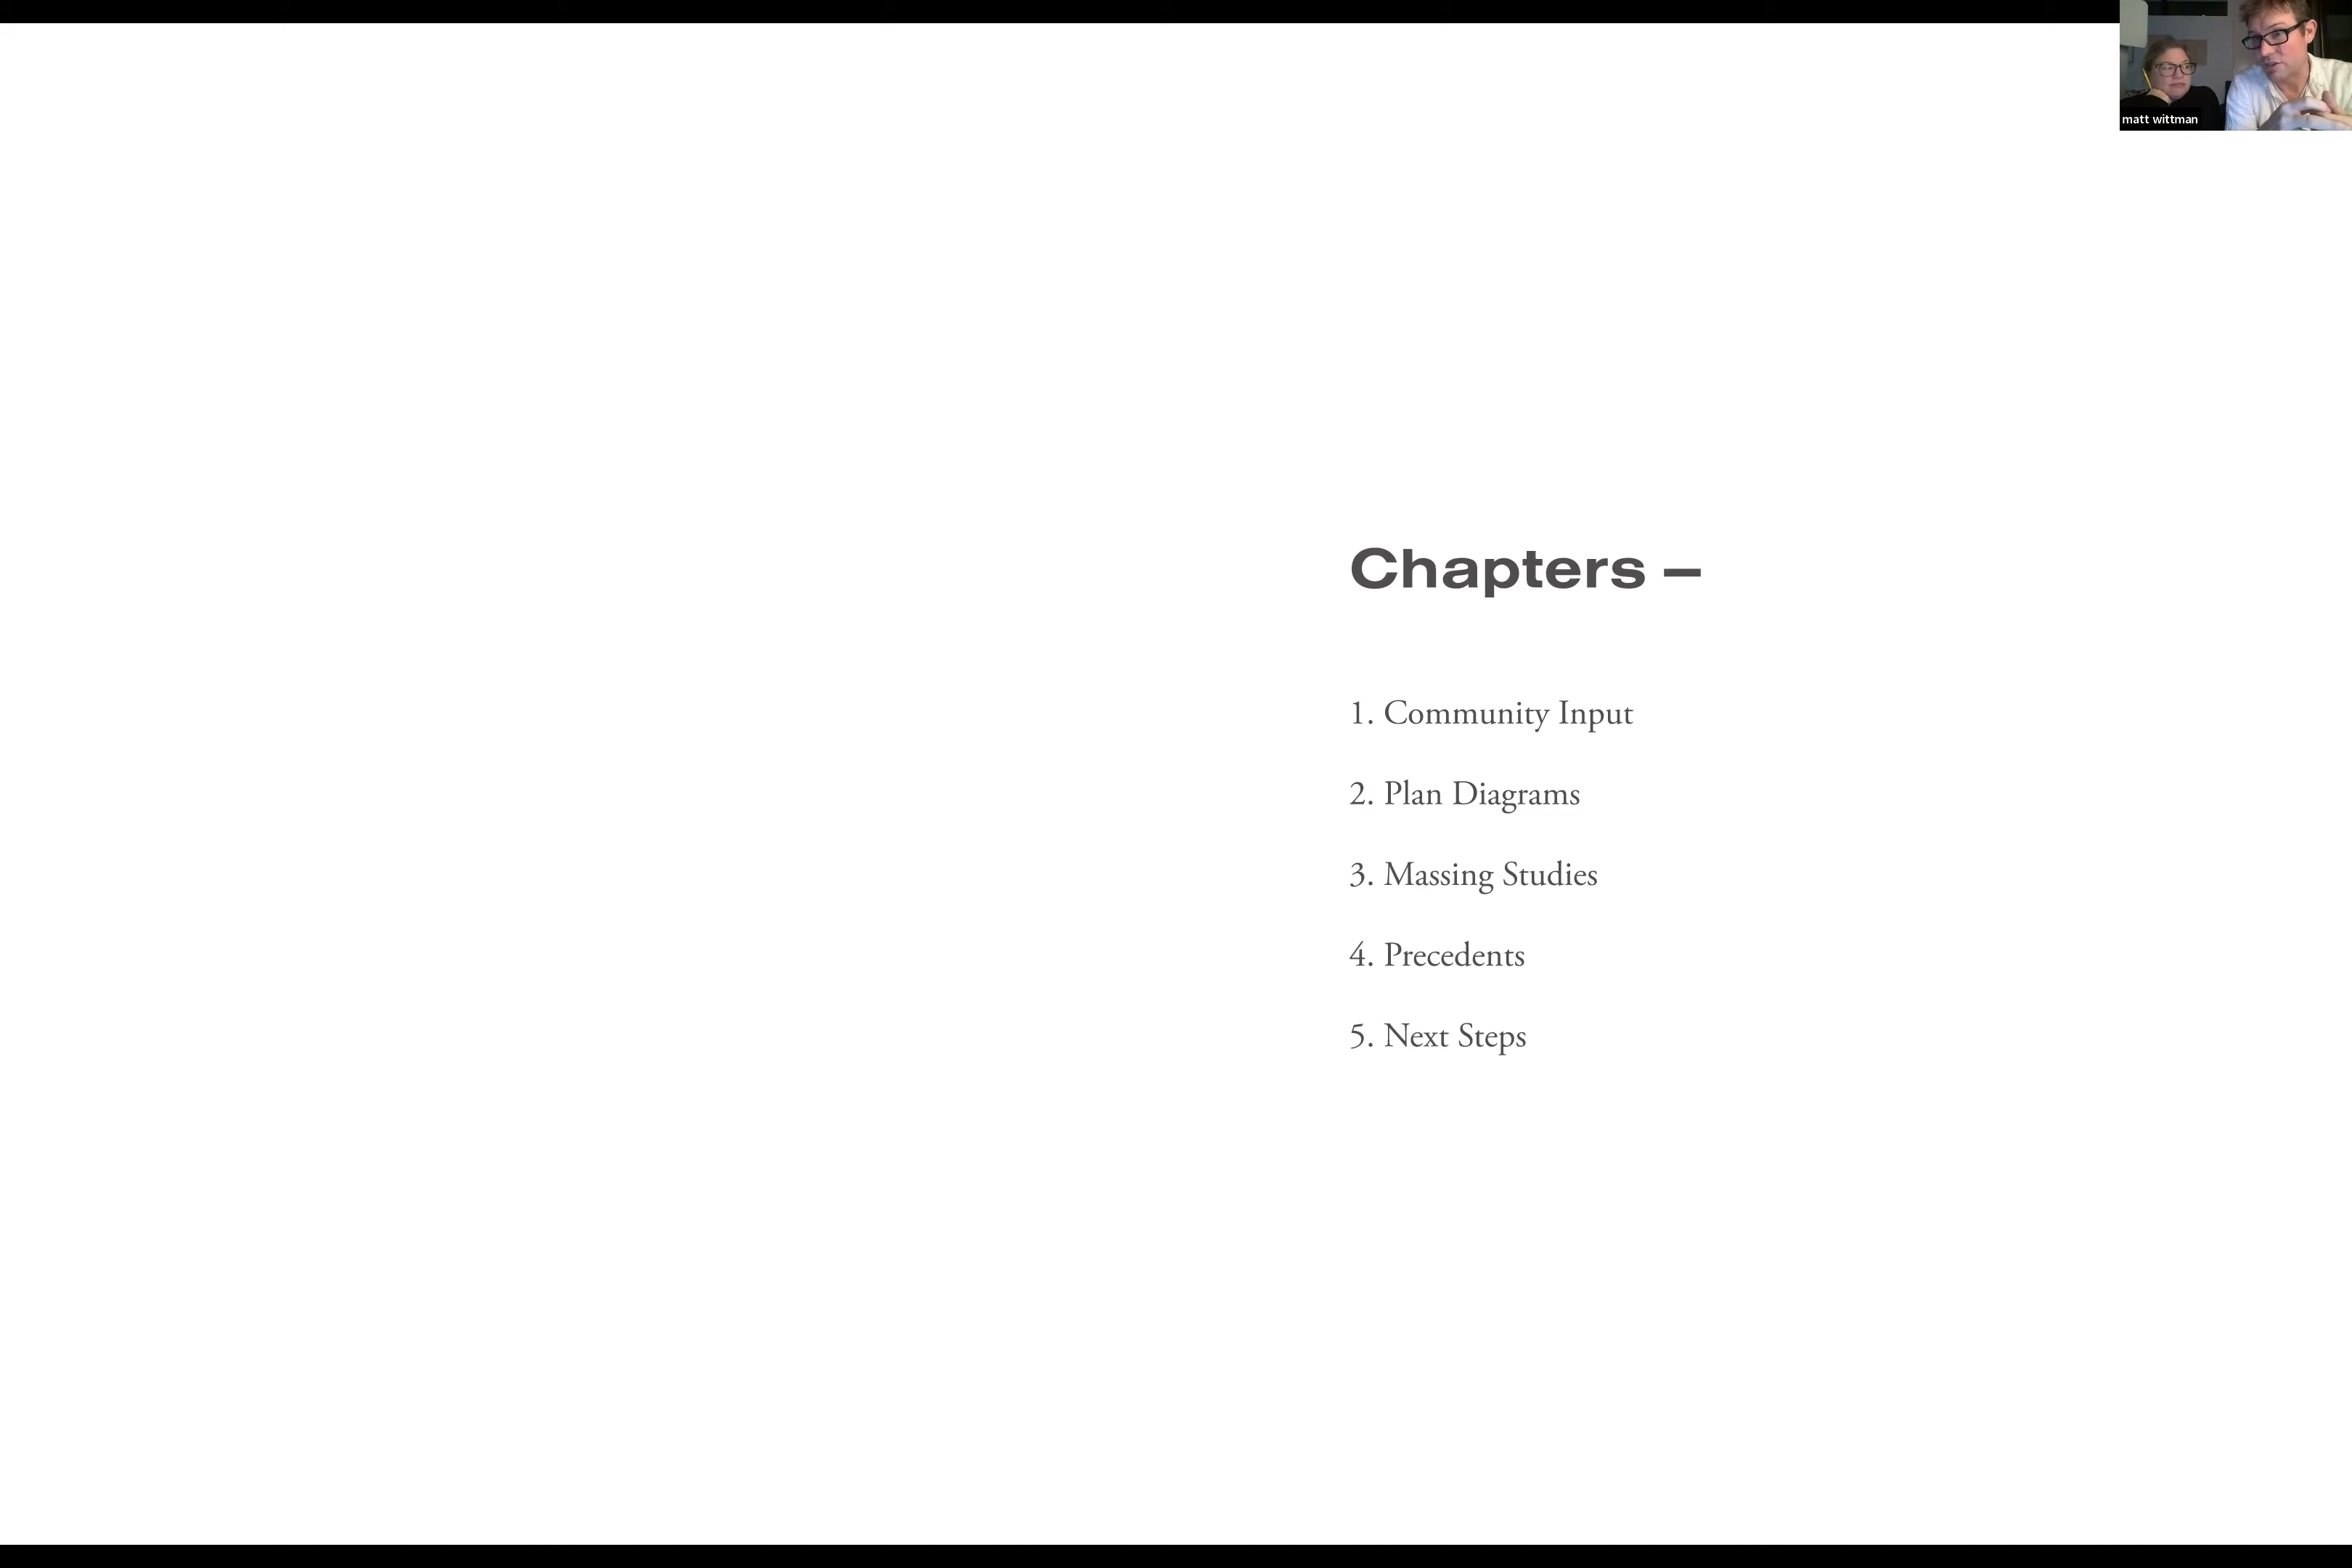 matt wittman
Chapters –
1. Community Input
2. Plan Diagrams
3. Massing Studies
4. Precedents
5. Next Steps